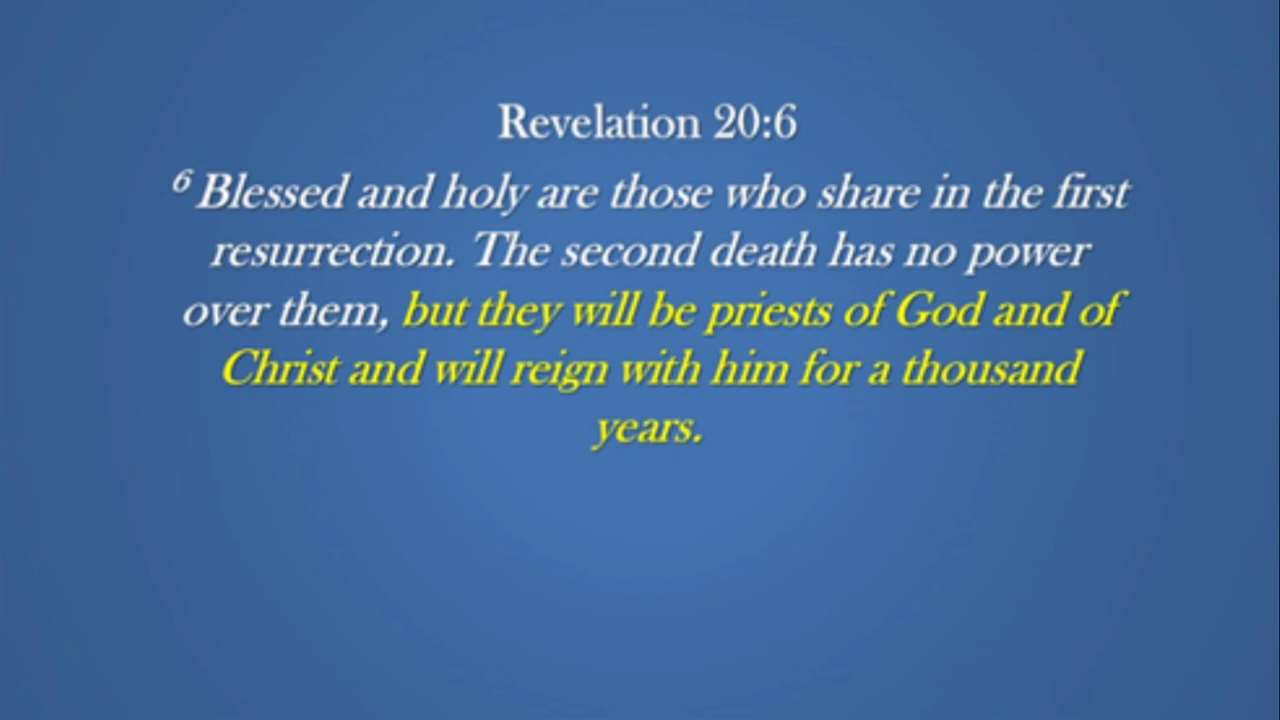 Revelation 20:6
⁶ Blessed and holy are those who share in the first
resurrection. The second death has no power
over them, but they will be priests of God and of
Christ and will reign with him for a thousand
years.